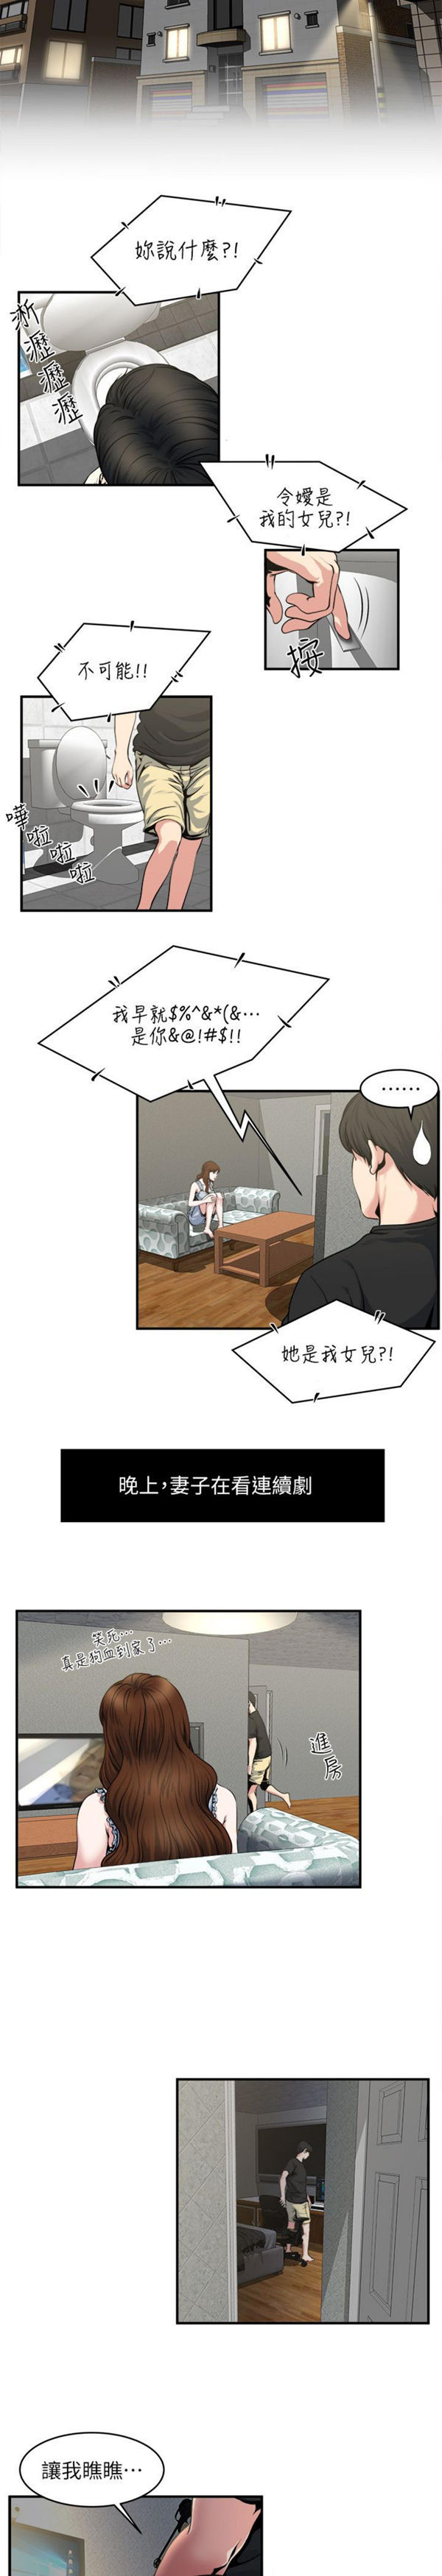 妳說什麼?!
淅
瀝
瀝
瀝
令嬡是
我的女兒?!
按
不可能!!
嘩
啦
啦
啦
我早就$%^&*(&…
是你&@!#$!!
……
她是我女兒?!
晚上，妻子在看連續劇
笑死…
真是狗血到家了…
進
房
讓我瞧瞧…